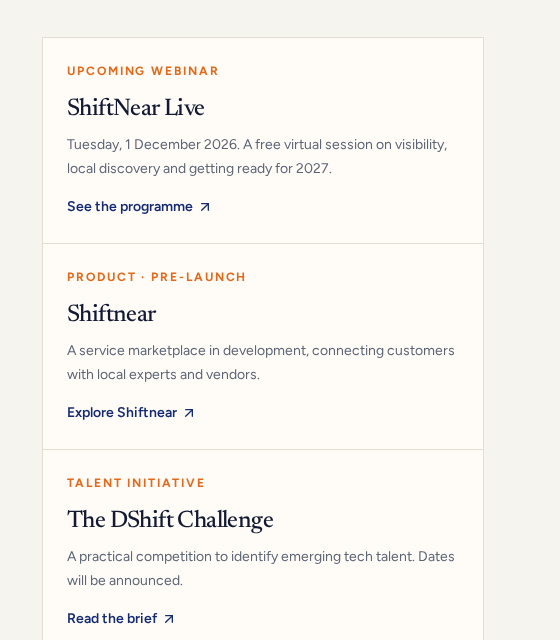 UPCOMING WEBINAR
ShiftNear Live
Tuesday, 1 December 2026. A free virtual session on visibility,
local discovery and getting ready for 2027.
See the programme
PRODUCT · PRE-LAUNCH
Shiftnear
A service marketplace in development, connecting customers
with local experts and vendors.
Explore Shiftnear
TALENT INITIATIVE
The DShift Challenge
A practical competition to identify emerging tech talent. Dates
will be announced.
Read the brief